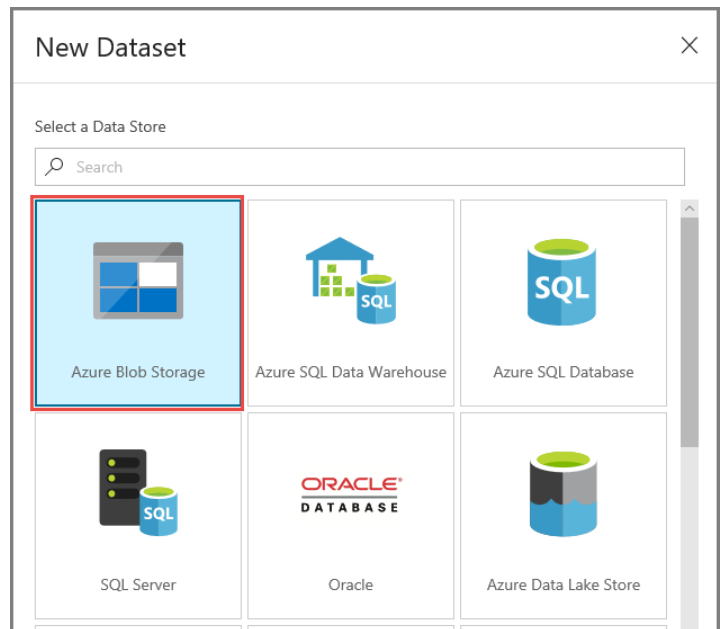 New Dataset
Select a Data Store
Search
SQL
SQL
Azure Blob Storage
Azure SQL Data Warehouse
Azure SQL Database
SQL
ORACLE®
DATABASE
SQL Server
Oracle
Azure Data Lake Store